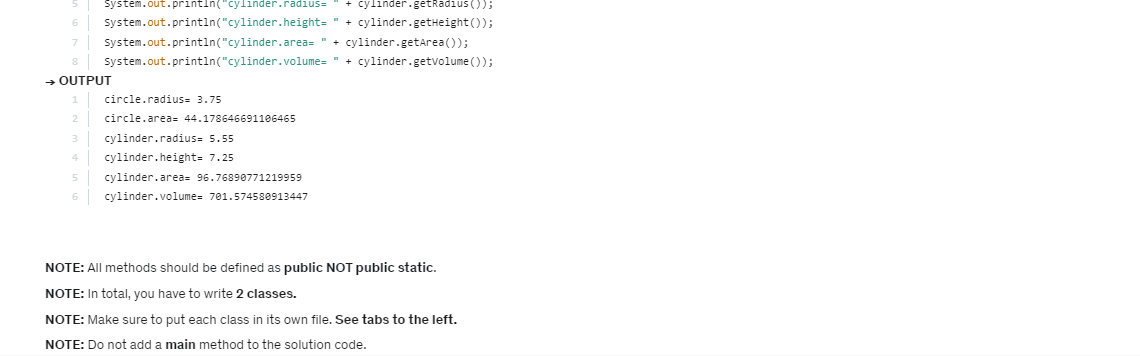 5 System.out.println("cylinder.radius= " + cylinder.getRadius());
6 System.out.println("cylinder.height= " + cylinder.getHeight());
7 System.out.println("cylinder.area= " + cylinder.getArea());
8 System.out.println("cylinder.volume= " + cylinder.getVolume());
→ OUTPUT
1 circle.radius= 3.75
2 circle.area= 44.178646691106465
3 cylinder.radius= 5.55
4 cylinder.height= 7.25
5 cylinder.area= 96.76890771219959
6 cylinder.volume= 701.574580913447
NOTE: All methods should be defined as public NOT public static.
NOTE: In total, you have to write 2 classes.
NOTE: Make sure to put each class in its own file. See tabs to the left.
NOTE: Do not add a main method to the solution code.